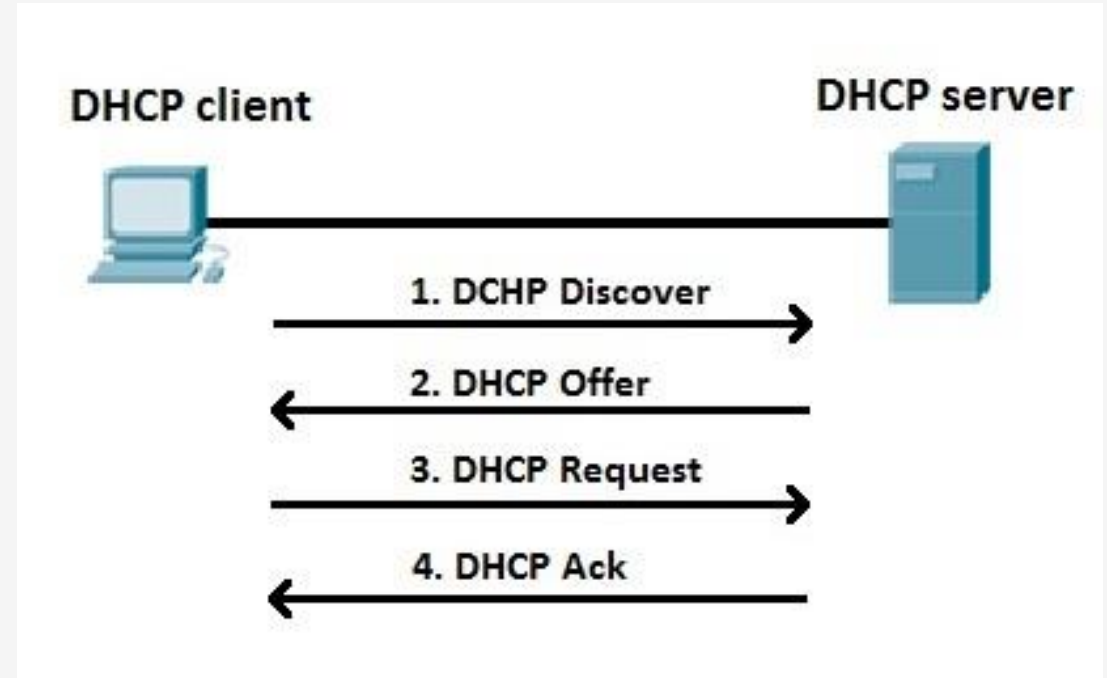 DHCP client
DHCP server
1. DCHP Discover
2. DHCP Offer
3. DHCP Request
4. DHCP Ack